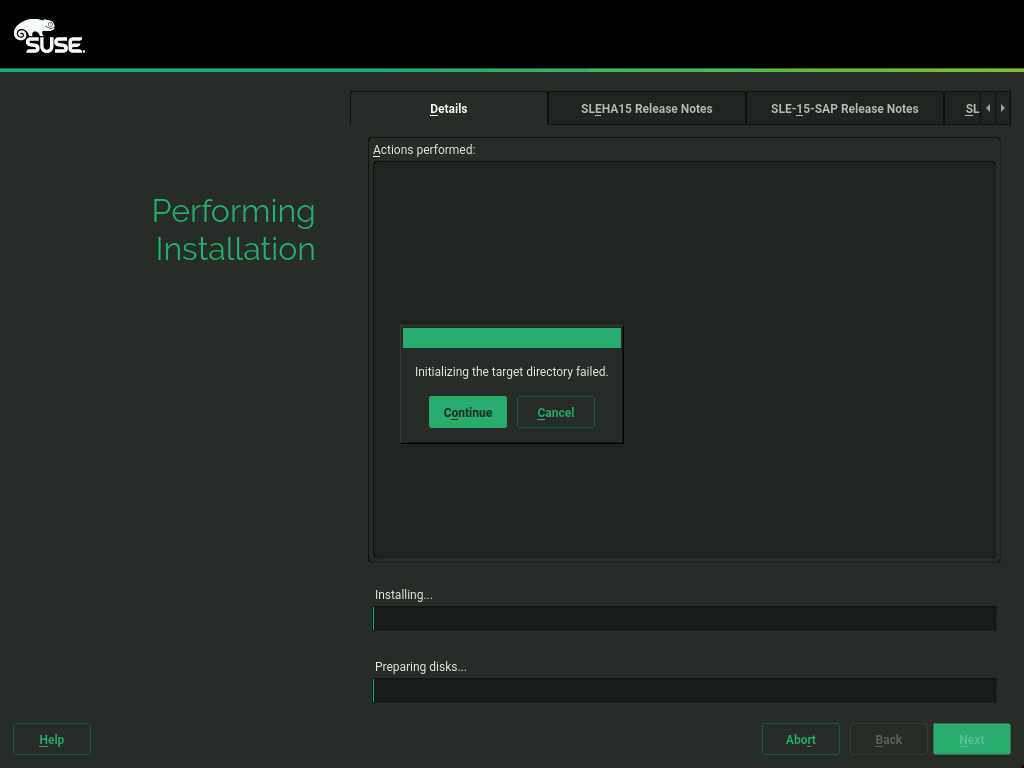 SUSE.
Details
SLEHA15 Release Notes
SLE-15-SAP Release Notes
SL
Actions performed:
Performing
Installation
Initializing the target directory failed.
Continue
Cancel
Installing...
Preparing disks...
Help
Abort
Back
Next